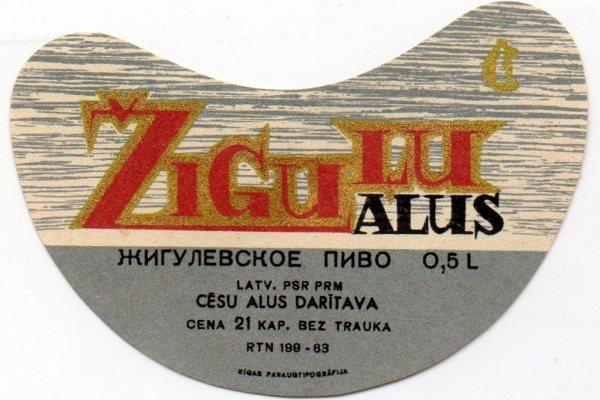 ŽIGUĻU
ALUS
ЖИГУЛЕВСКОЕ ПИВО 0,5 L
LATV. PSR PRM
CĒSU ALUS DARĪTAVA
CENA 21 KAP. BEZ TRAUKA
RTN 199-63
RĪGAS PARAUGTIPOGRĀFIJA